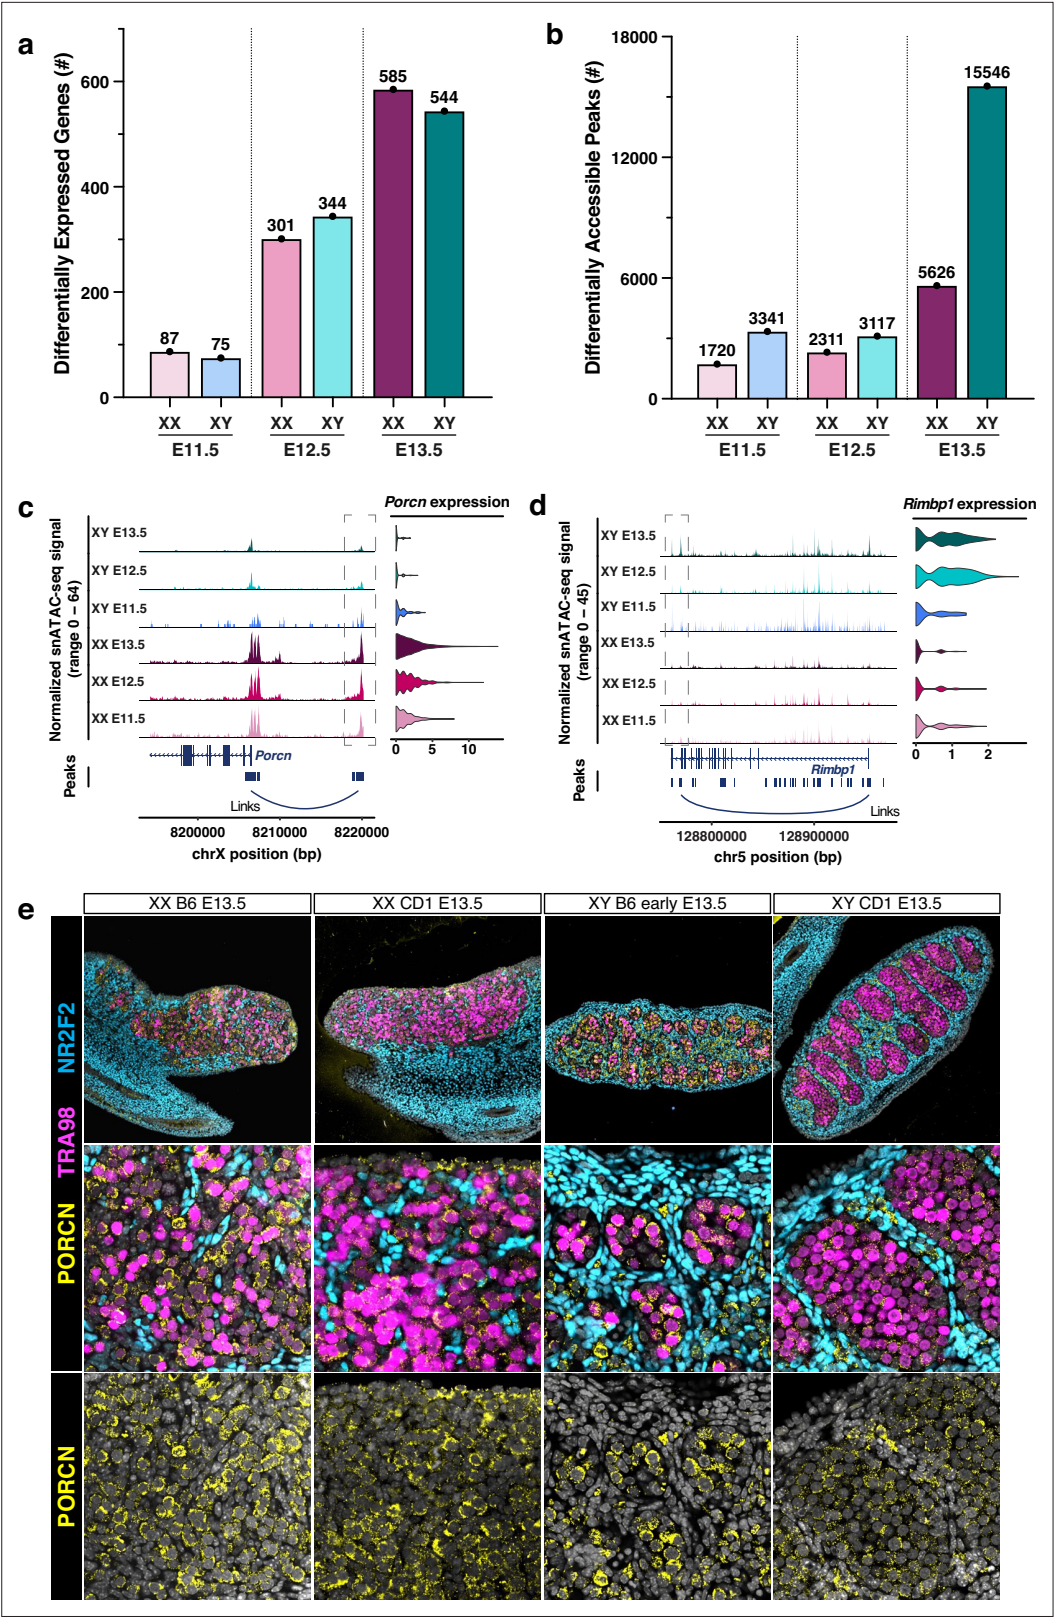 a
Differentially Expressed Genes (#)
600
400
200
0
87
75
301
344
585
544
XX XY XX XY XX XY
E11.5 E12.5 E13.5
b
Differentially Accessible Peaks (#)
18000
12000
6000
0
1720
3341
2311
3117
5626
15546
XX XY XX XY XX XY
E11.5 E12.5 E13.5
c
Normalized snATAC-seq signal
(range 0 – 64)
Porcn expression
XY E13.5
XY E12.5
XY E11.5
XX E13.5
XX E12.5
XX E11.5
0 5 10
Porcn
Peaks
Links
8200000 8210000 8220000
chrX position (bp)
d
Normalized snATAC-seq signal
(range 0 – 45)
Rimbp1 expression
XY E13.5
XY E12.5
XY E11.5
XX E13.5
XX E12.5
XX E11.5
0 1 2
Rimbp1
Peaks
Links
128800000 128900000
chr5 position (bp)
e
XX B6 E13.5
XX CD1 E13.5
XY B6 early E13.5
XY CD1 E13.5
PORCN TRA98 NR2F2
PORCN